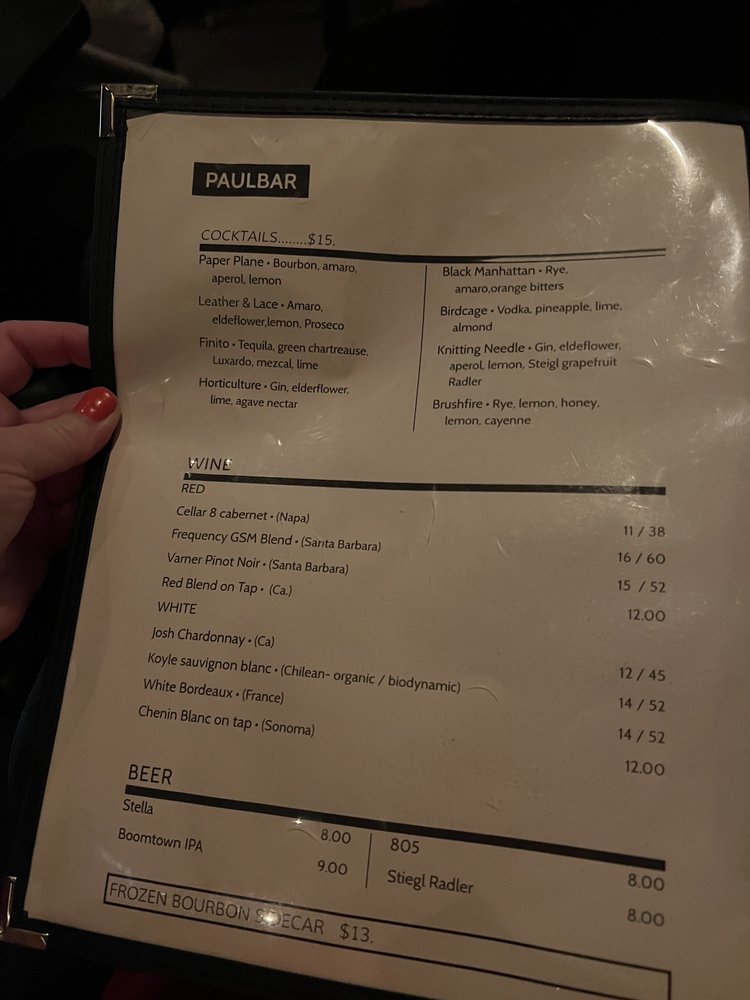 PAULBAR
COCKTAILS........$15.
Paper Plane • Bourbon, amaro,
aperol, lemon
Leather & Lace • Amaro,
eldeflower,lemon, Proseco
Finito • Tequila, green chartreause,
Luxardo, mezcal, lime
Horticulture • Gin, elderflower,
lime, agave nectar
Black Manhattan • Rye,
amaro,orange bitters
Birdcage • Vodka, pineapple, lime,
almond
Knitting Needle • Gin, eldeflower,
aperol, lemon, Steigl grapefruit
Radler
Brushfire • Rye, lemon, honey,
lemon, cayenne
WINE
RED
Cellar 8 cabernet • (Napa) 11 / 38
Frequency GSM Blend • (Santa Barbara) 16 / 60
Varner Pinot Noir • (Santa Barbara) 15 / 52
Red Blend on Tap • (Ca.) 12.00
WHITE
Josh Chardonnay • (Ca) 12 / 45
Koyle sauvignon blanc • (Chilean- organic / biodynamic) 14 / 52
White Bordeaux • (France) 14 / 52
Chenin Blanc on tap • (Sonoma) 12.00
BEER
Stella 8.00
Boomtown IPA 9.00
805 8.00
Stiegl Radler 8.00
FROZEN BOURBON SIDECAR $13.